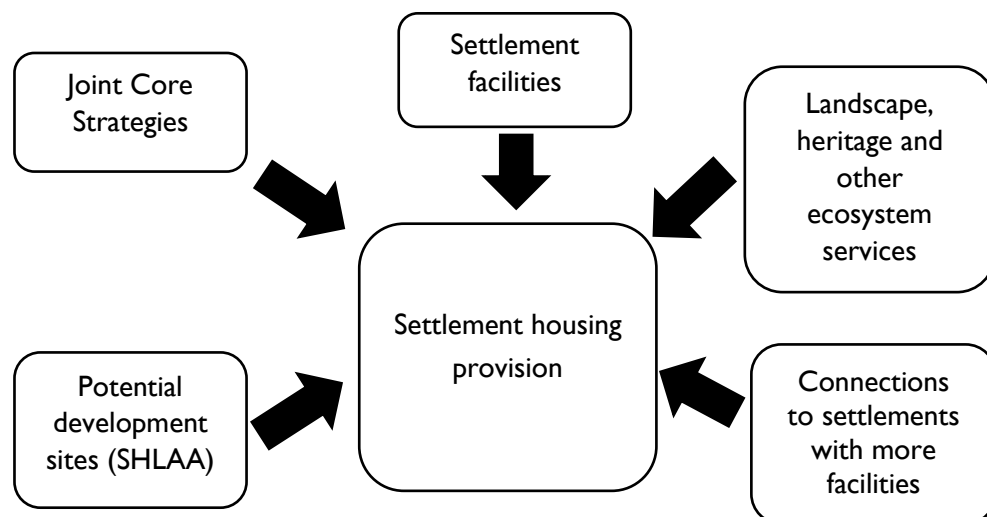 Joint Core
Strategies
Settlement
facilities
Landscape,
heritage and
other
ecosystem
services
Settlement housing
provision
Potential
development
sites (SHLAA)
Connections
to settlements
with more
facilities